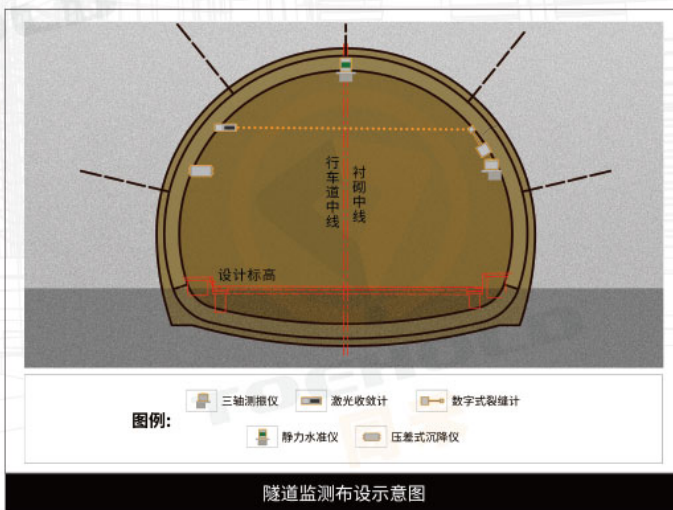 行车道中线
衬砌中线
设计标高
图例:
三轴测振仪
激光收敛计
数字式裂缝计
静力水准仪
压差式沉降仪
隧道监测布设示意图
TOEHOLD